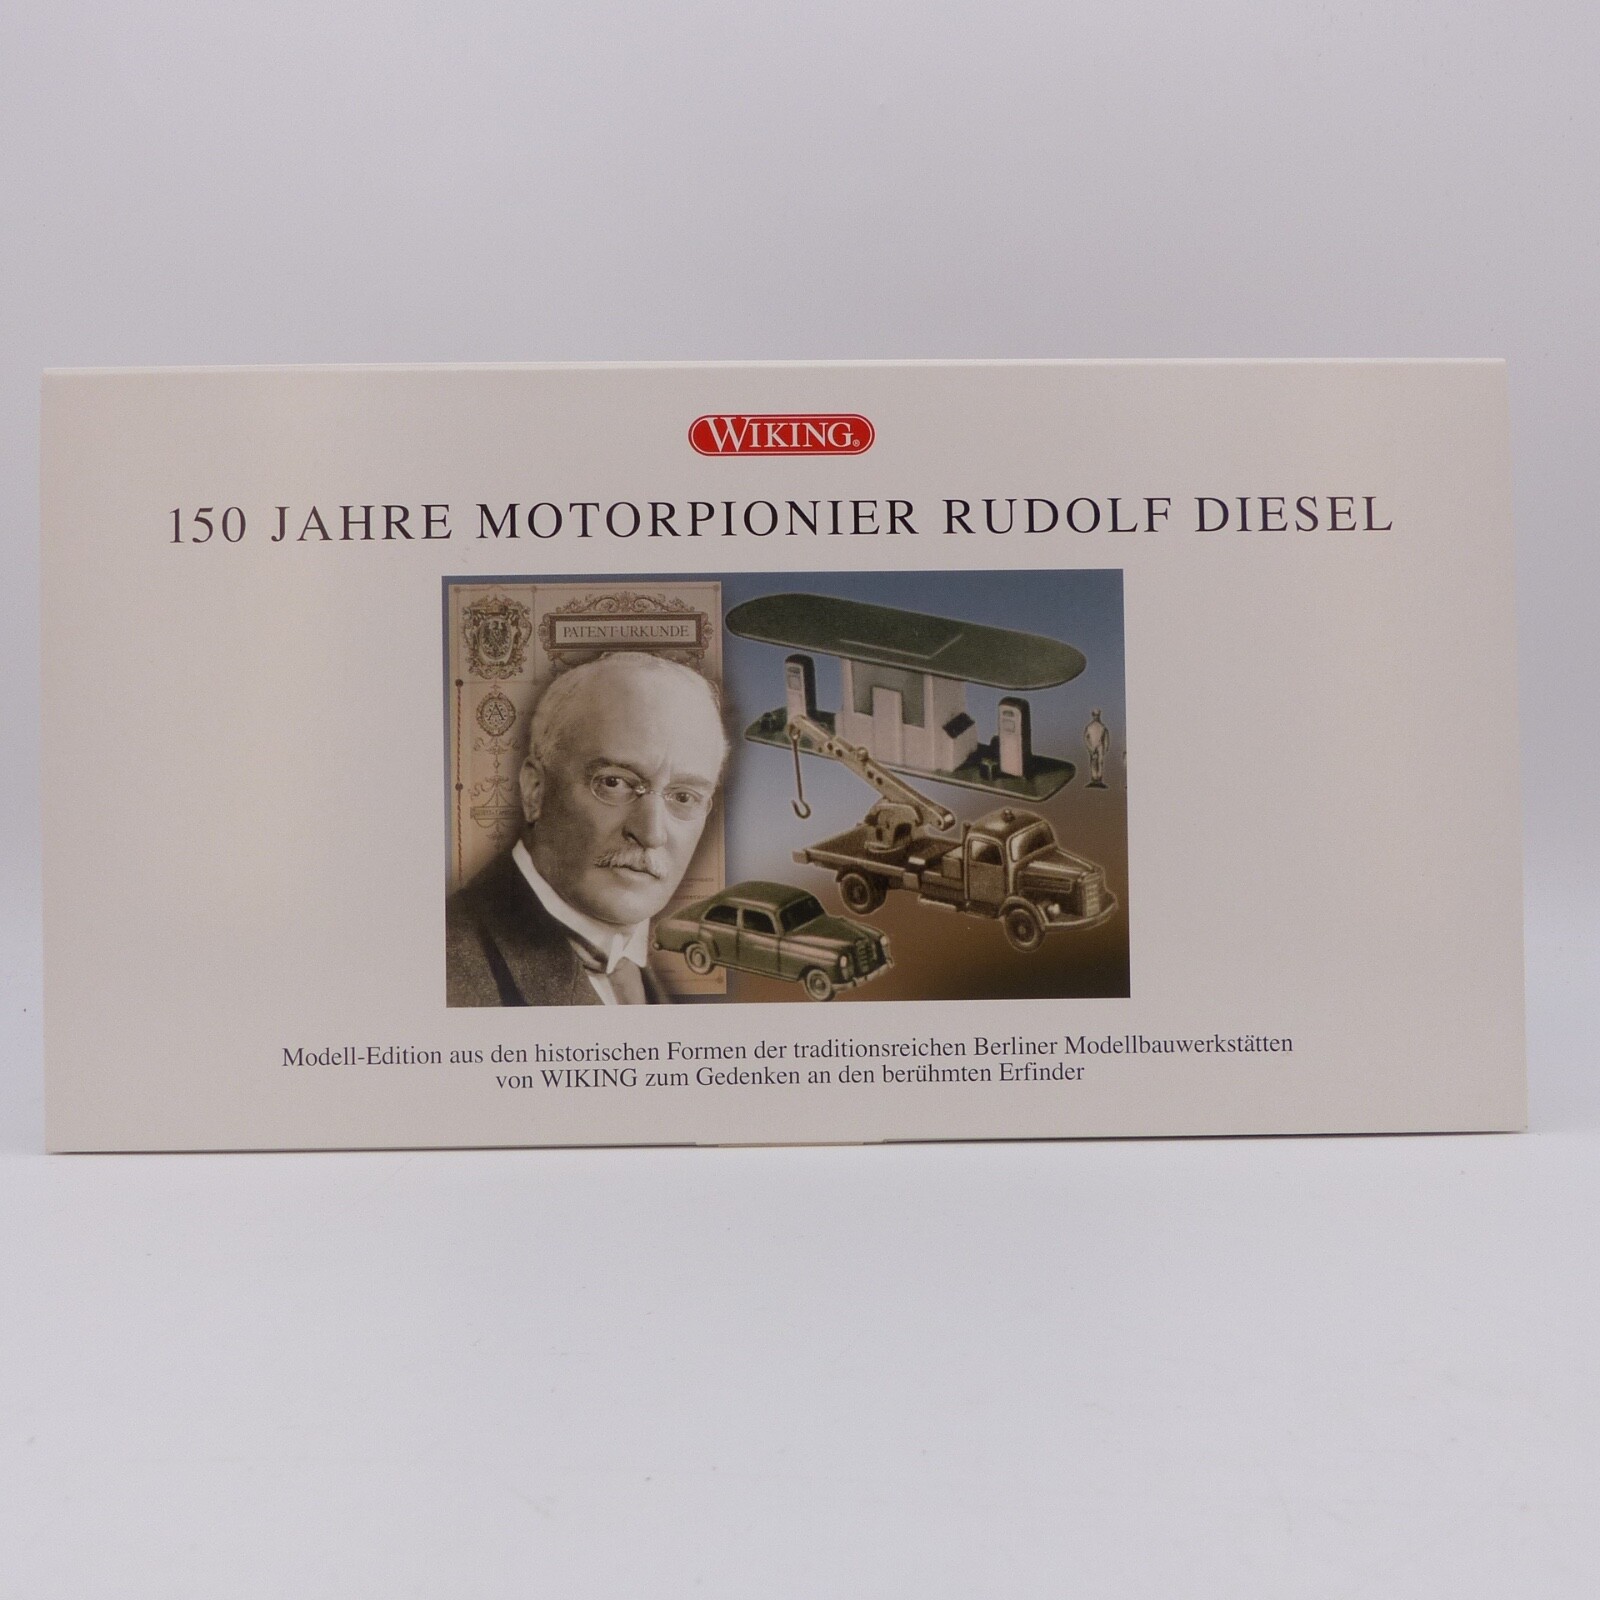 WIKING®
150 JAHRE MOTORPIONIER RUDOLF DIESEL
PATENT-URKUNDE
A
Modell-Edition aus den historischen Formen der traditionsreichen Berliner Modellbauwerkstätten
von WIKING zum Gedenken an den berühmten Erfinder